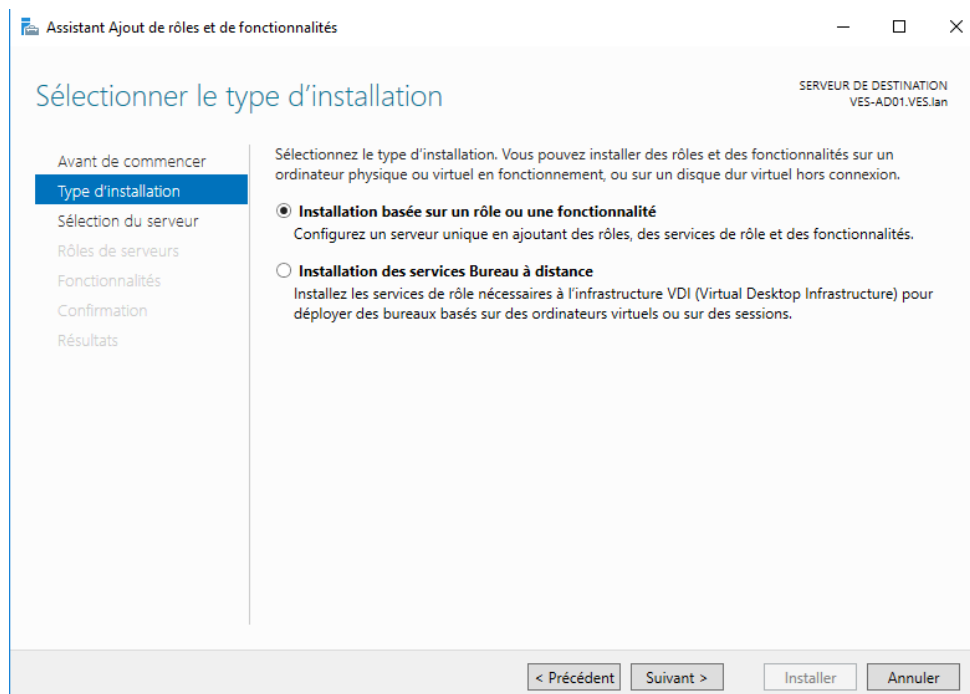 Assistant Ajout de rôles et de fonctionnalités
Sélectionner le type d’installation
SERVEUR DE DESTINATION
VES-AD01.VES.lan
Avant de commencer
Type d’installation
Sélection du serveur
Rôles de serveurs
Fonctionnalités
Confirmation
Résultats
Sélectionnez le type d’installation. Vous pouvez installer des rôles et des fonctionnalités sur un
ordinateur physique ou virtuel en fonctionnement, ou sur un disque dur virtuel hors connexion.
Installation basée sur un rôle ou une fonctionnalité
Configurez un serveur unique en ajoutant des rôles, des services de rôle et des fonctionnalités.
Installation des services Bureau à distance
Installez les services de rôle nécessaires à l’infrastructure VDI (Virtual Desktop Infrastructure) pour
déployer des bureaux basés sur des ordinateurs virtuels ou sur des sessions.
< Précédent Suivant > Installer Annuler